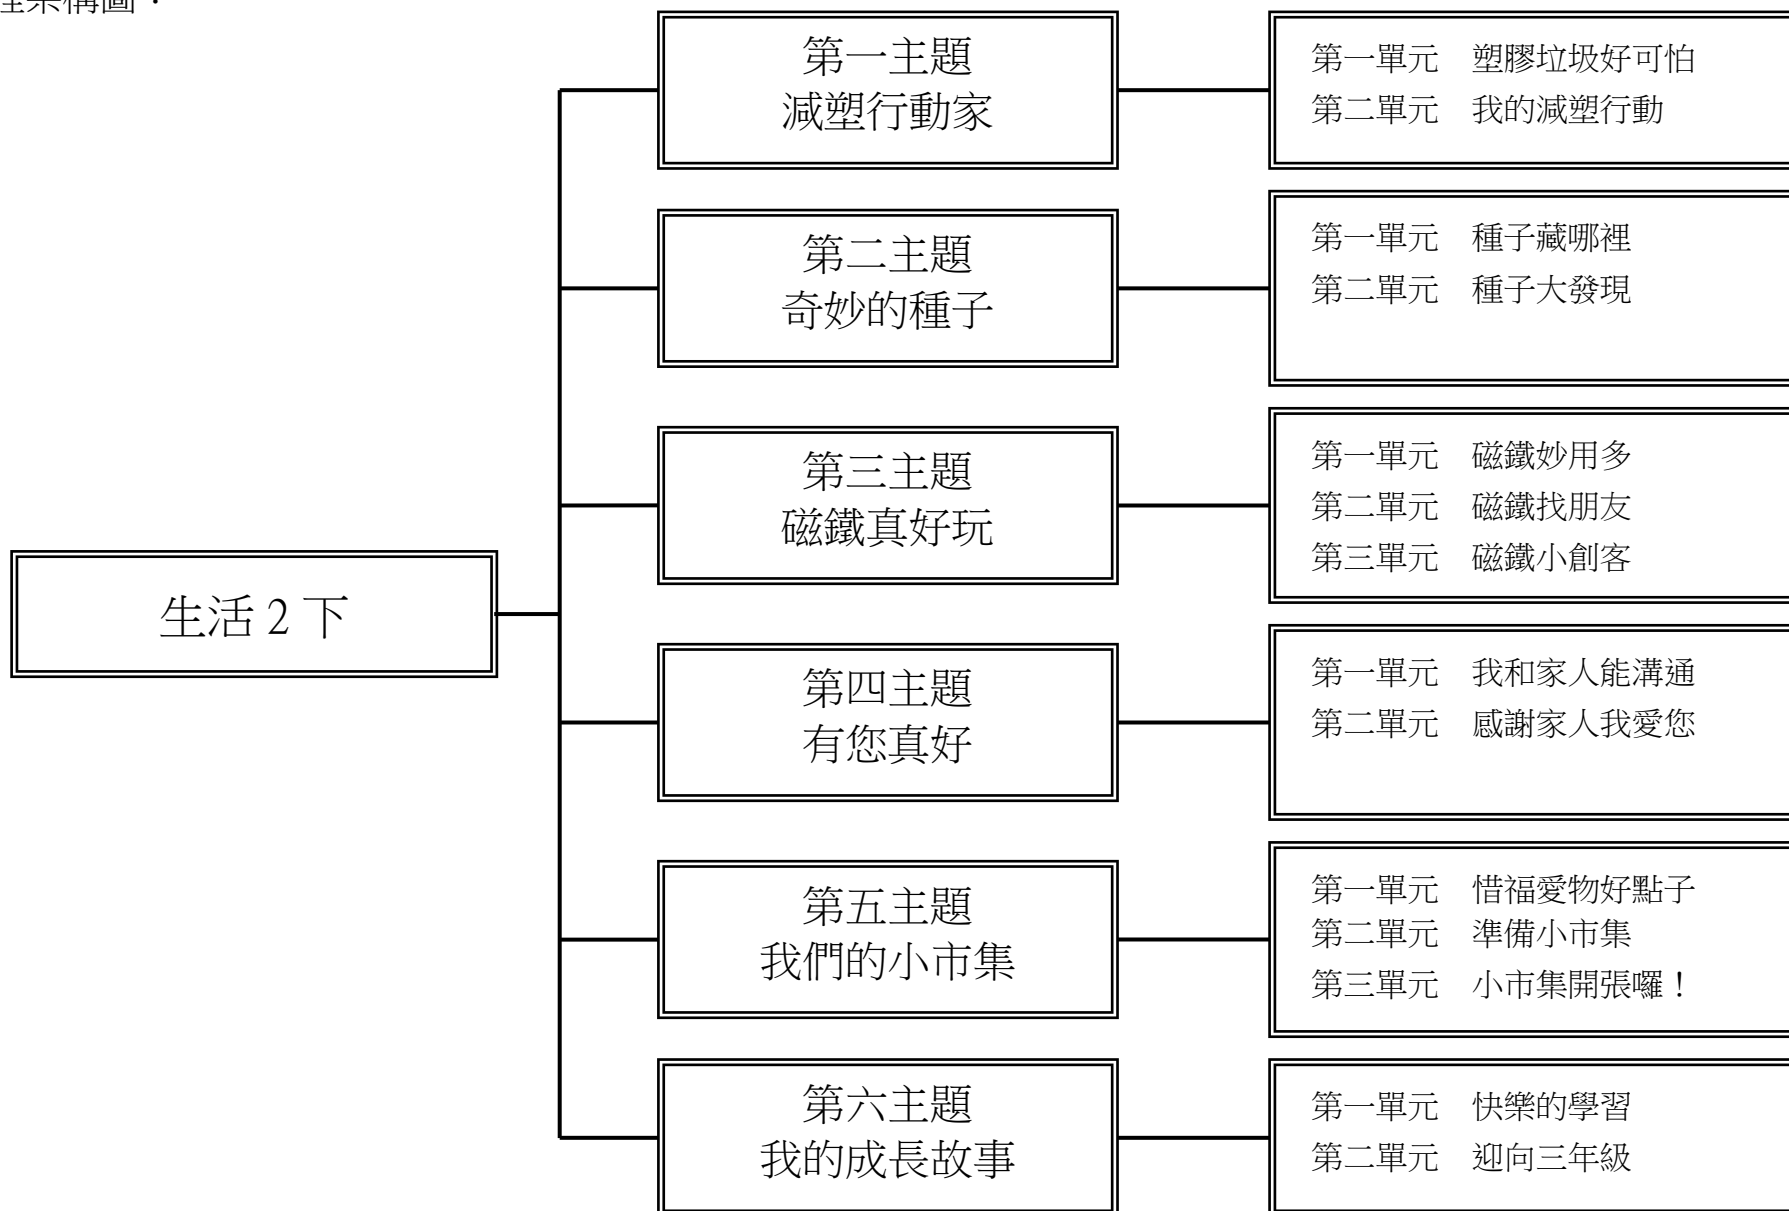 架構圖：
生活 2 下
第一主題
減塑行動家
第一單元 塑膠垃圾好可怕
第二單元 我的減塑行動
第二主題
奇妙的種子
第一單元 種子藏哪裡
第二單元 種子大發現
第三主題
磁鐵真好玩
第一單元 磁鐵妙用多
第二單元 磁鐵找朋友
第三單元 磁鐵小創客
第四主題
有您真好
第一單元 我和家人能溝通
第二單元 感謝家人我愛您
第五主題
我們的小市集
第一單元 惜福愛物好點子
第二單元 準備小市集
第三單元 小市集開張囉！
第六主題
我的成長故事
第一單元 快樂的學習
第二單元 迎向三年級